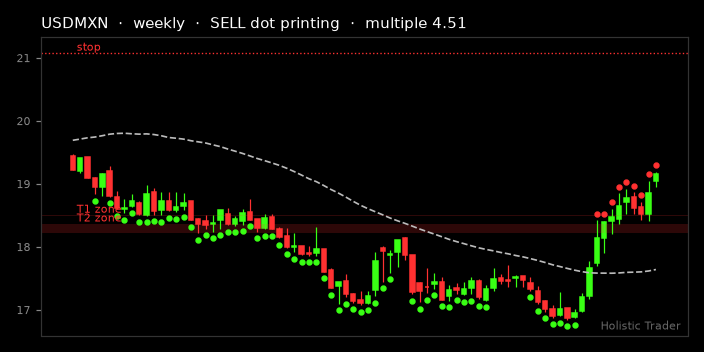 USDMXN · weekly · SELL dot printing · multiple 4.51
stop
21
20
19
T1 zone
T2 zone
18
17
Holistic Trader